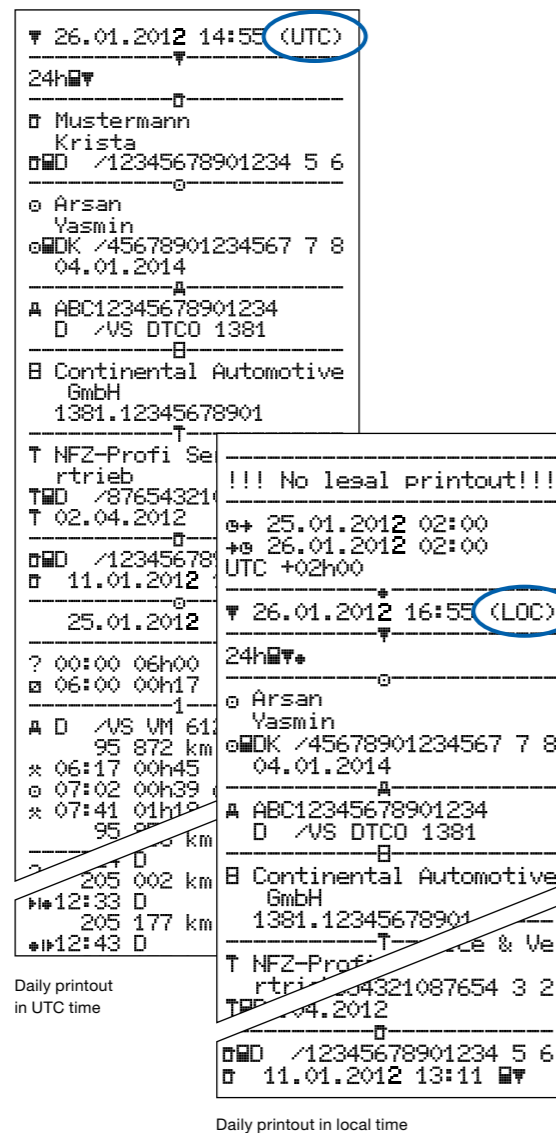 ▼ 26.01.2012 14:55 (UTC)
24h
Mustermann
Krista
D /12345678901234 5 6
Arsan
Yasmin
DK /45678901234567 7 8
04.01.2014
ABC12345678901234
D /VS DTCO 1381
Continental Automotive
GmbH
1381.12345678901
T NFZ-Profi
rtrieb
T D
T 02.04.2012
D
11.01.2012
25.01.2012
? 00:00 06h00
06:00 00h17
1
A D /VS VM
95 872 km
06:17 00h45
07:02 00h39
07:41
95 km
D
205 002 km
12:33 D
205 177 km
12:43 D
Daily printout
in UTC time
!!! No legal printout!!!
25.01.2012 02:00
26.01.2012 02:00
UTC +02h00
▼ 26.01.2012 16:55 (LOC)
24h
Arsan
Yasmin
DK /45678901234567 7 8
04.01.2014
ABC12345678901234
D /VS DTCO 1381
Continental Automotive
GmbH
& Ve
T
4321087654 3 2
D /12345678901234 5 6
11.01.2012 13:11
Daily printout in local time